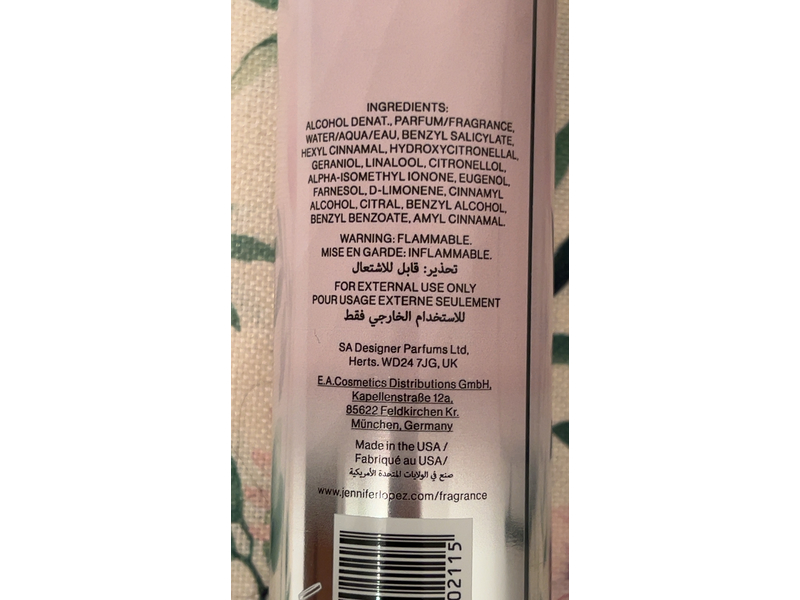 INGREDIENTS:
ALCOHOL DENAT., PARFUM/FRAGRANCE,
WATER/AQUA/EAU, BENZYL SALICYLATE,
HEXYL CINNAMAL, HYDROXYCITRONELLAL,
GERANIOL, LINALOOL, CITRONELLOL,
ALPHA-ISOMETHYL IONONE, EUGENOL,
FARNESOL, D-LIMONENE, CINNAMYL
ALCOHOL, CITRAL, BENZYL ALCOHOL,
BENZYL BENZOATE, AMYL CINNAMAL.
WARNING: FLAMMABLE.
MISE EN GARDE: INFLAMMABLE.
تحذير: قابل للاشتعال
FOR EXTERNAL USE ONLY
POUR USAGE EXTERNE SEULEMENT
للاستخدام الخارجي فقط
SA Designer Parfums Ltd,
Herts. WD24 7JG, UK
E.A.Cosmetics Distributions GmbH,
Kapellenstraße 12a,
85622 Feldkirchen Kr.
München, Germany
Made in the USA /
Fabriqué au USA/
صنع في الولايات المتحدة الأمريكية
www.jenniferlopez.com/fragrance
02115